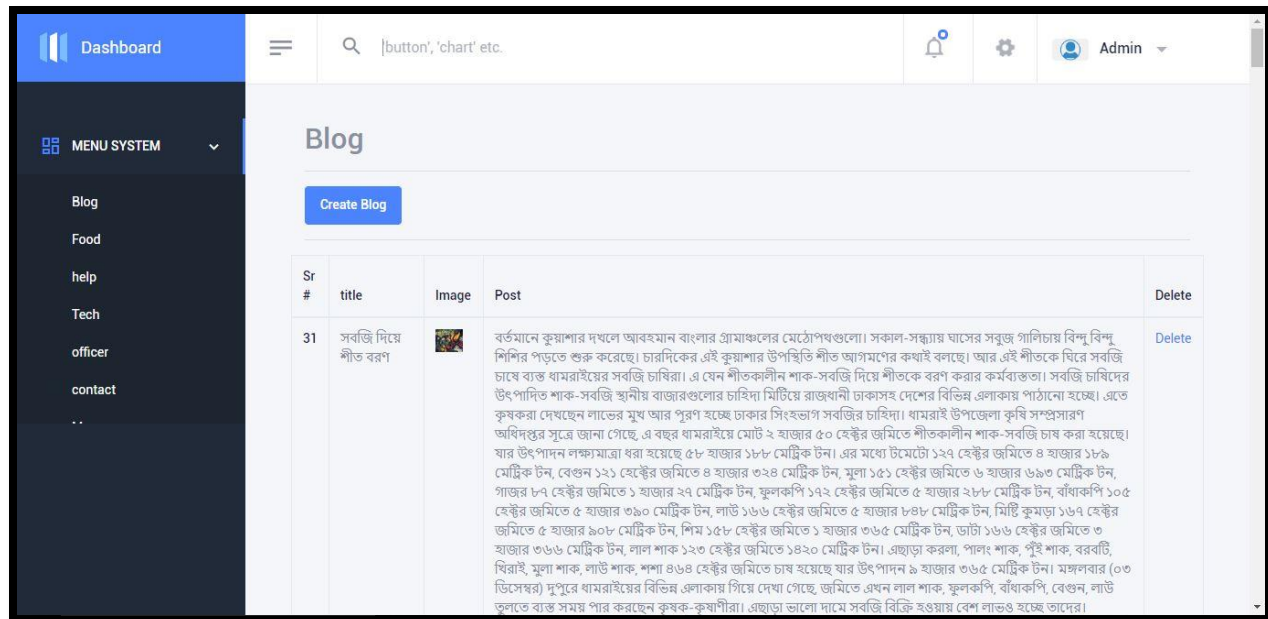 Dashboard
|button', 'chart' etc.
Admin
MENU SYSTEM
Blog
Food
help
Tech
officer
contact
Blog
Create Blog
Sr #
title
Image
Post
Delete
31
সবজি দিয়ে
শীত বরণ
বর্তমানে কুয়াশার দখলে আবহমান বাংলার গ্রামাঞ্চলের মেঠোপথগুলো। সকাল-সন্ধ্যায় ঘাসের সবুজ গালিচায় বিন্দু বিন্দু
শিশির পড়তে শুরু করেছে। চারদিকের এই কুয়াশার উপস্থিতি শীত আগমণের কথাই বলছে। আর এই শীতকে ঘিরে সবজি
চাষে ব্যস্ত ধামরাইয়ের সবজি চাষিরা। এ যেন শীতকালীন শাক-সবজি দিয়ে শীতকে বরণ করার কর্মব্যস্ততা। সবজি চাষিদের
উৎপাদিত শাক-সবজি স্থানীয় বাজারগুলোর চাহিদা মিটিয়ে রাজধানী ঢাকাসহ দেশের বিভিন্ন এলাকায় পাঠানো হচ্ছে। এতে
কৃষকরা দেখছেন লাভের মুখ আর পূরণ হচ্ছে ঢাকার সিংহভাগ সবজির চাহিদা। ধামরাই উপজেলা কৃষি সম্প্রসারণ
অধিদপ্তর সূত্রে জানা গেছে, এ বছর ধামরাইয়ে মোট ২ হাজার ৫০ হেক্টর জমিতে শীতকালীন শাক-সবজি চাষ করা হয়েছে।
যার উৎপাদন লক্ষ্যমাত্রা ধরা হয়েছে ৫৮ হাজার ১৮৮ মেট্রিক টন। এর মধ্যে টমেটো ১২৭ হেক্টর জমিতে ৪ হাজার ১৮৯
মেট্রিক টন, বেগুন ১২১ হেক্টের জমিতে ৪ হাজার ৩২৪ মেট্রিক টন, মূলা ১৫১ হেক্টর জমিতে ৬ হাজার ৬৯৩ মেট্রিক টন,
গাজর ৮৭ হেক্টর জমিতে ১ হাজার ২৭ মেট্রিক টন, ফুলকপি ১৭২ হেক্টর জমিতে ৫ হাজার ২৮৮ মেট্রিক টন, বাঁধাকপি ১০৫
হেক্টর জমিতে ৫ হাজার ৩৯০ মেট্রিক টন, লাউ ১৬৬ হেক্টর জমিতে ৫ হাজার ৮৪৮ মেট্রিক টন, মিষ্টি কুমড়া ১৬৭ হেক্টর
জমিতে ৫ হাজার ৯০৮ মেট্রিক টন, শিম ১৫৮ হেক্টর জমিতে ১ হাজার ৩৬৫ মেট্রিক টন, ডাটা ১৬৬ হেক্টর জমিতে ৩
হাজার ৩৬৬ মেট্রিক টন, লাল শাক ১২৩ হেক্টর জমিতে ১৪২০ মেট্রিক টন। এছাড়া করলা, পালং শাক, পুঁই শাক, বরবটি,
খিরাই, মুলা শাক, লাউ শাক, শশা ৪৬৪ হেক্টর জমিতে চাষ হয়েছে যার উৎপাদন ৯ হাজার ৩৬৫ মেট্রিক টন। মঙ্গলবার (০৩
ডিসেম্বর) দুপুরে ধামরাইয়ের বিভিন্ন এলাকায় গিয়ে দেখা গেছে, জমিতে এখন লাল শাক, ফুলকপি, বাঁধাকপি, বেগুন, লাউ
তুলতে ব্যস্ত সময় পার করছেন কৃষক-কৃষাণীরা। এছাড়া ভালো দামে সবজি বিক্রি হওয়ায় বেশ লাভও হচ্ছে তাদের।
Delete